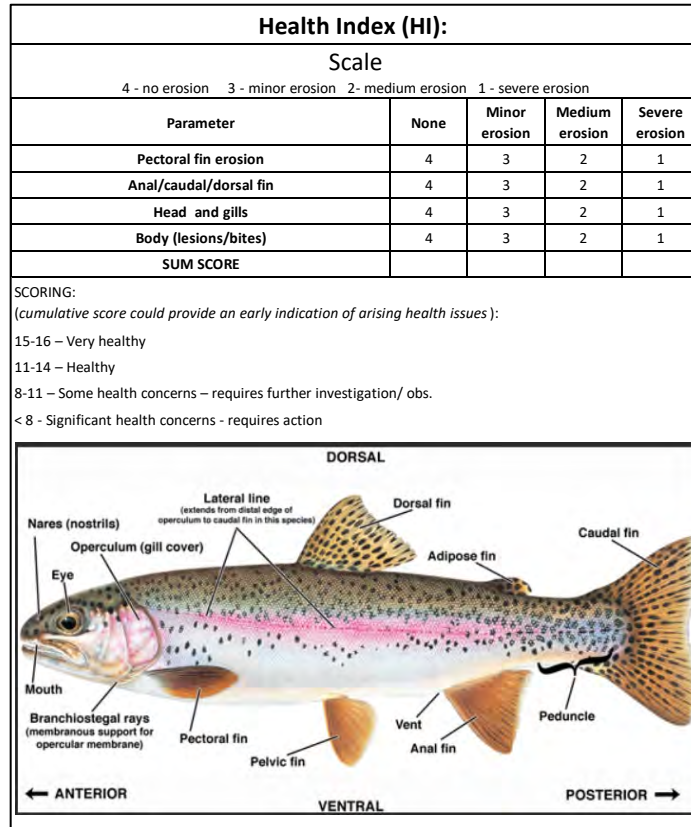 Health Index (HI):
Scale
4 - no erosion 3 - minor erosion 2- medium erosion 1 - severe erosion
Parameter None Minor erosion Medium erosion Severe erosion
Pectoral fin erosion 4 3 2 1
Anal/caudal/dorsal fin 4 3 2 1
Head and gills 4 3 2 1
Body (lesions/bites) 4 3 2 1
SUM SCORE
SCORING:
(cumulative score could provide an early indication of arising health issues ):
15-16 – Very healthy
11-14 – Healthy
8-11 – Some health concerns – requires further investigation/ obs.
< 8 - Significant health concerns - requires action
DORSAL
Lateral line
(extends from distal edge of
operculum to caudal fin in this species)
Dorsal fin
Nares (nostrils)
Caudal fin
Operculum (gill cover)
Adipose fin
Eye
Mouth
Branchiostegal rays
(membranous support for
opercular membrane)
Pectoral fin
Pelvic fin
Vent
Anal fin
Peduncle
← ANTERIOR
POSTERIOR →
VENTRAL